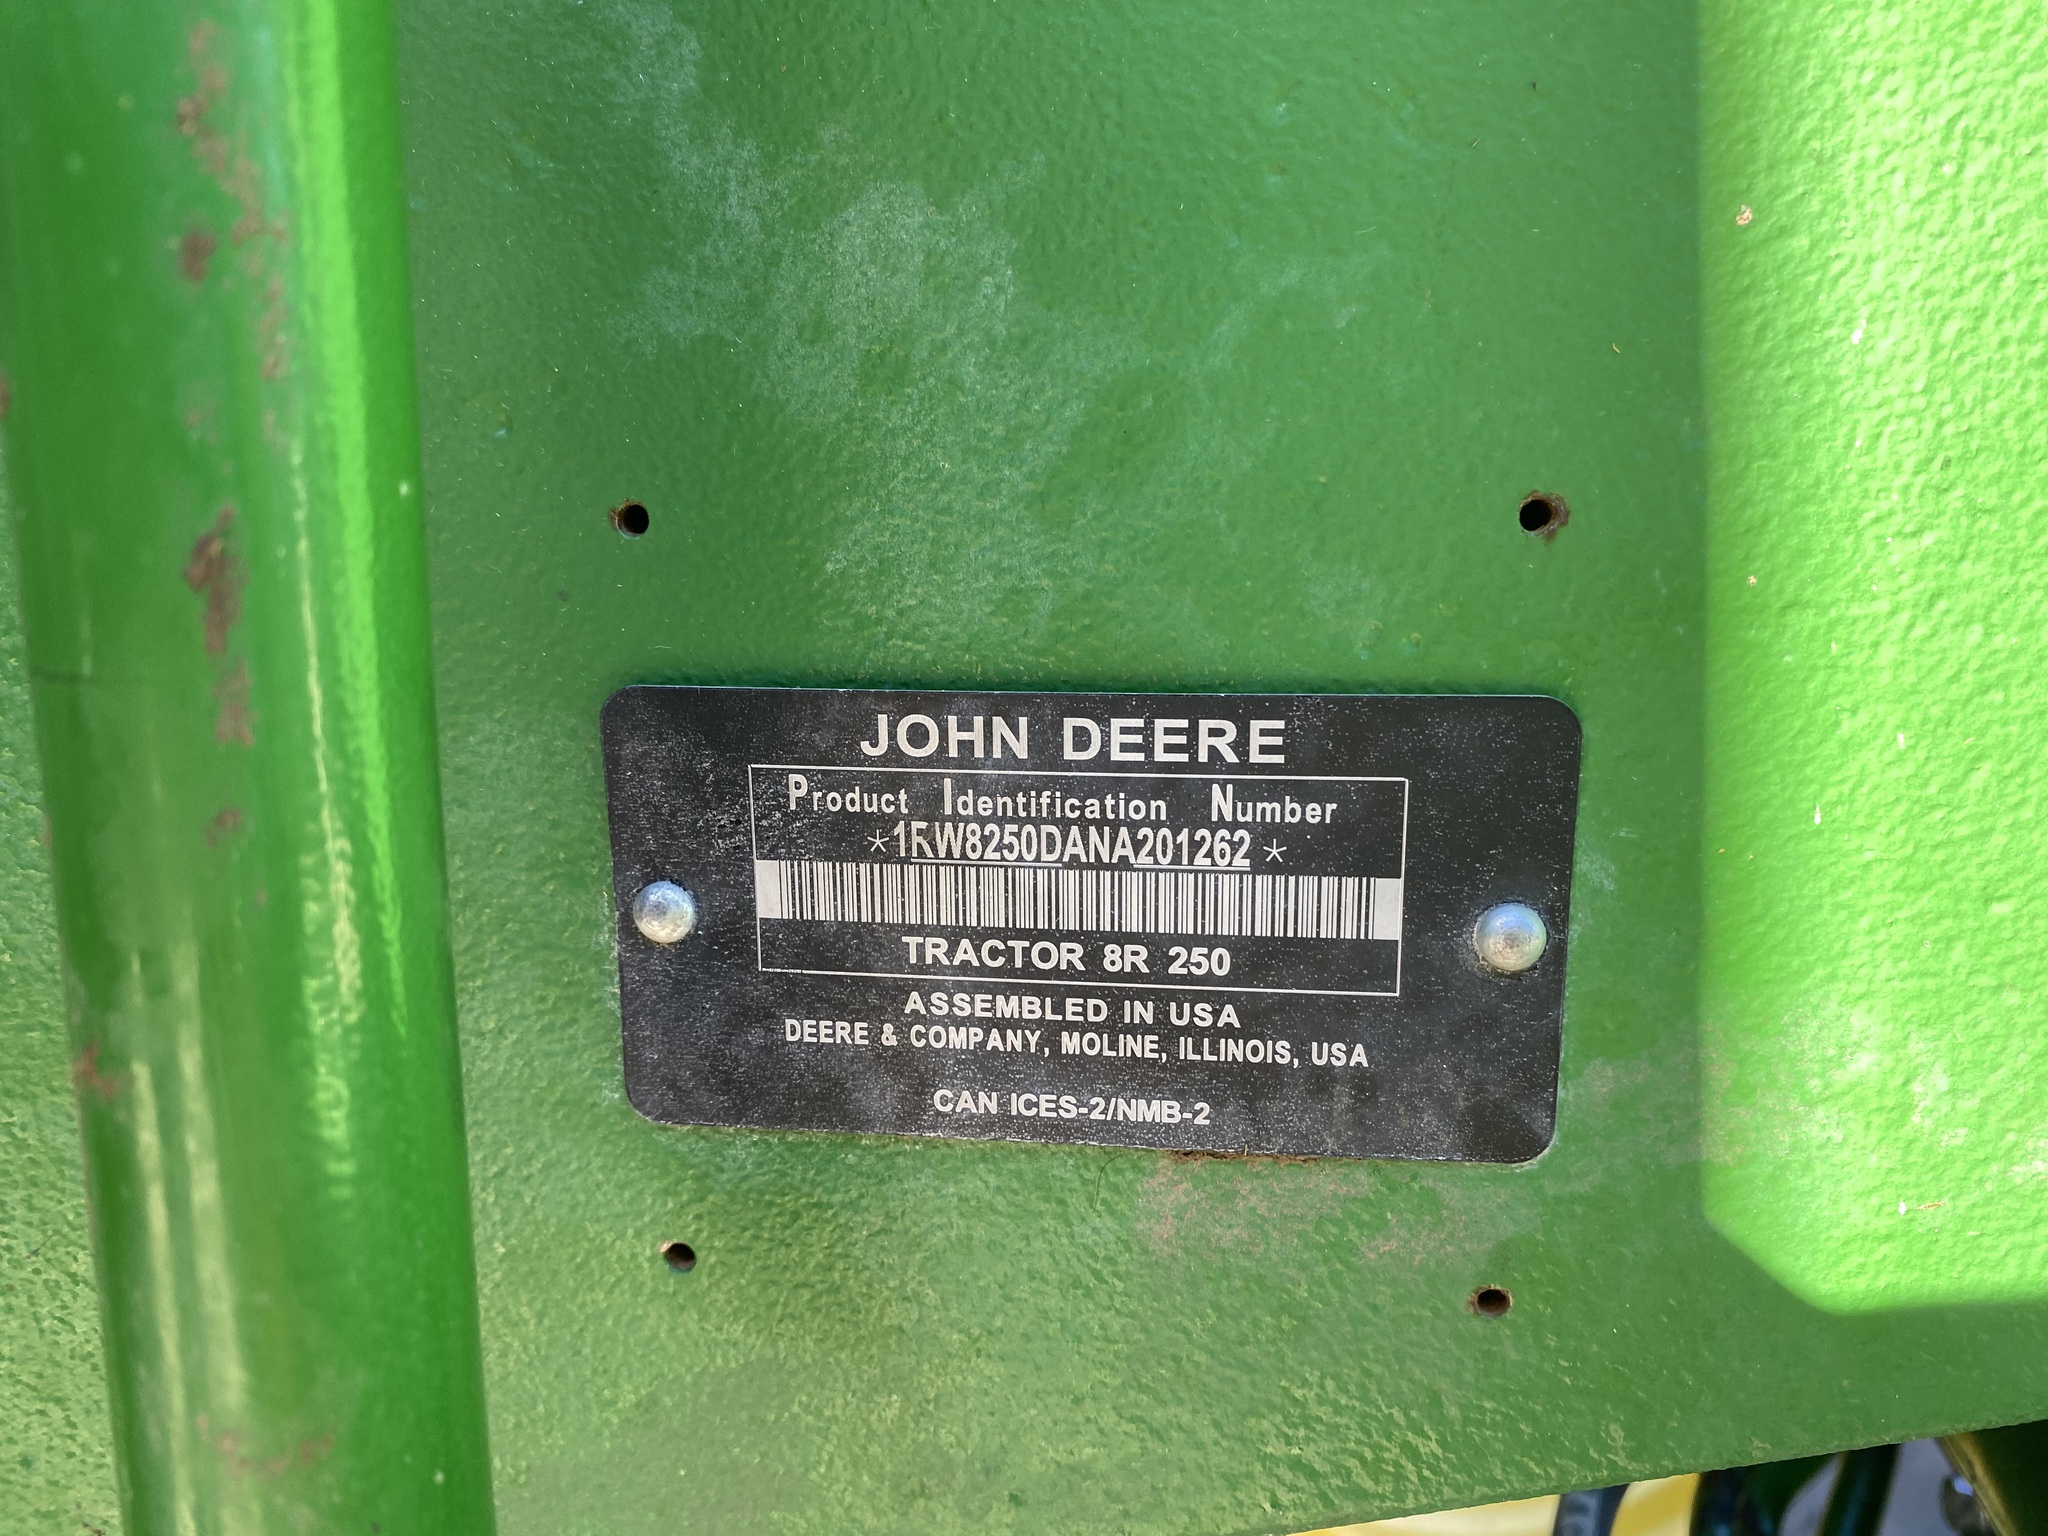 JOHN DEERE
Product Identification Number
*1RW8250DANA201262*
TRACTOR 8R 250
ASSEMBLED IN USA
DEERE & COMPANY, MOLINE, ILLINOIS, USA
CAN ICES-2/NMB-2